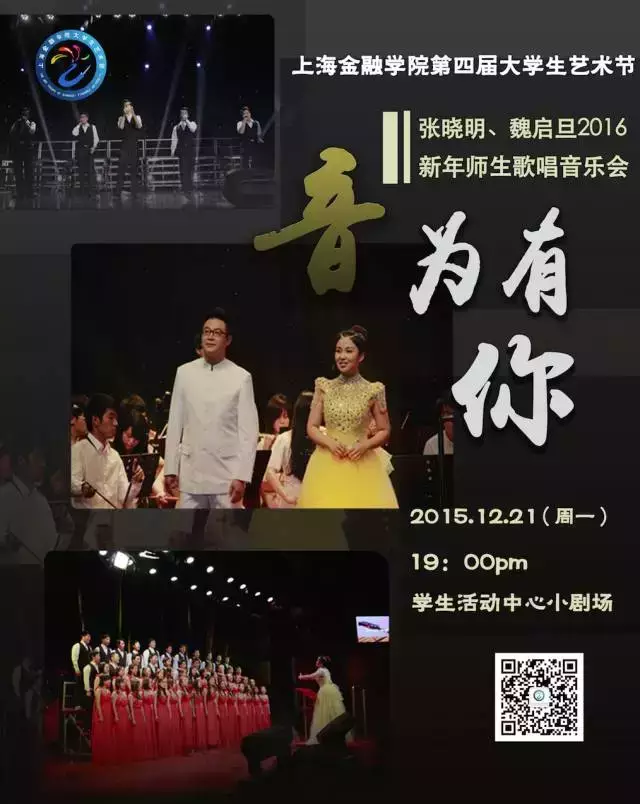 上海金融学院第四届大学生艺术节
张晓明、魏启旦2016
新年师生歌唱音乐会
音
为有
你
2015.12.21(周一)
19：00pm
学生活动中心小剧场